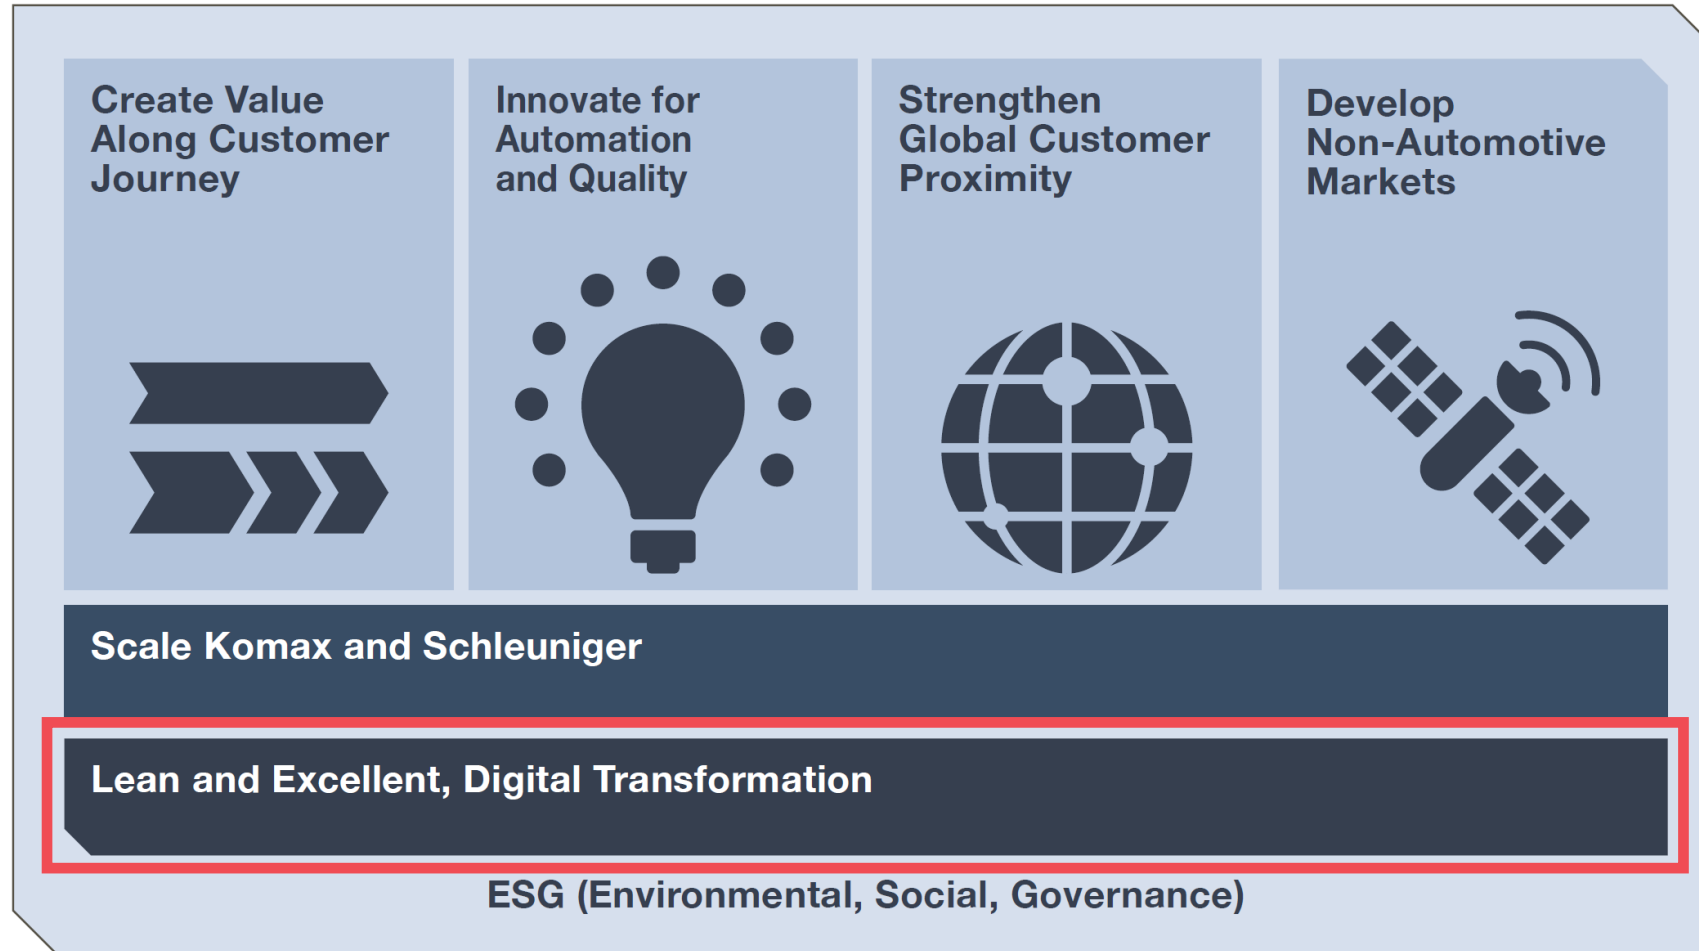 Create Value
Along Customer
Journey
Innovate for
Automation
and Quality
Strengthen
Global Customer
Proximity
Develop
Non-Automotive
Markets
Scale Komax and Schleuniger
Lean and Excellent, Digital Transformation
ESG (Environmental, Social, Governance)